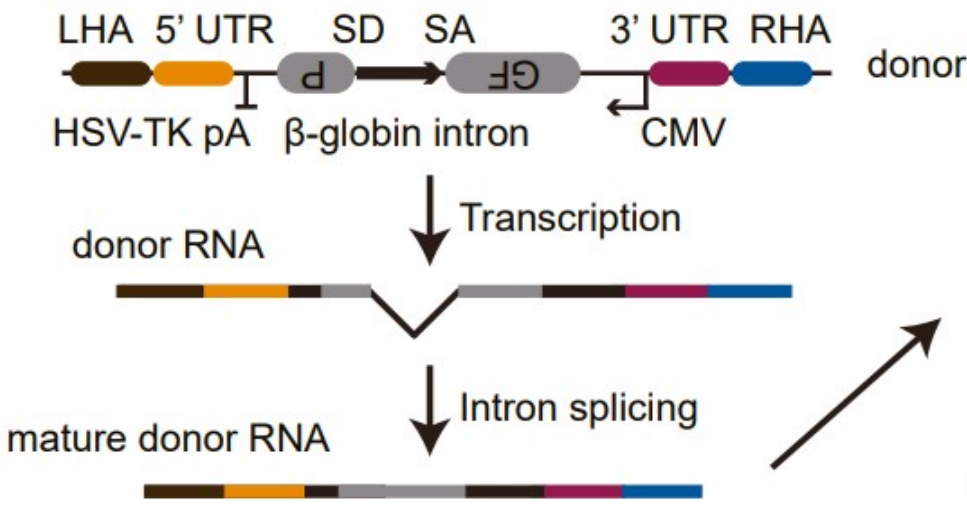 LHA 5’ UTR SD SA 3’ UTR RHA
P GF donor
HSV-TK pA β-globin intron CMV
Transcription
donor RNA
Intron splicing
mature donor RNA